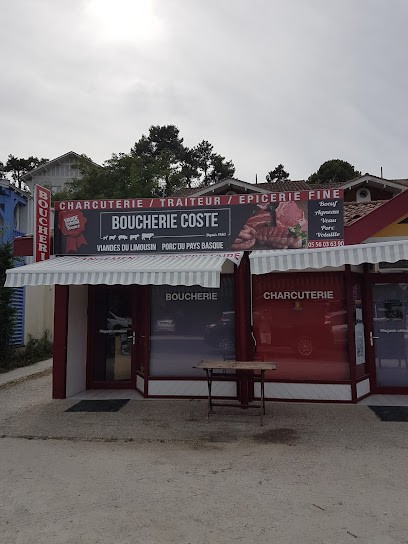 CHARCUTERIE / TRAITEUR / EPICERIE FINE
BOUCHERIE
BOUCHERIE COSTE
VIANDES DU LIMOUSIN PORC DU PAYS BASQUE
Boeuf
Agneau
Veau
Porc
Volaille
05 56 03 63 90
BOUCHERIE
CHARCUTERIE